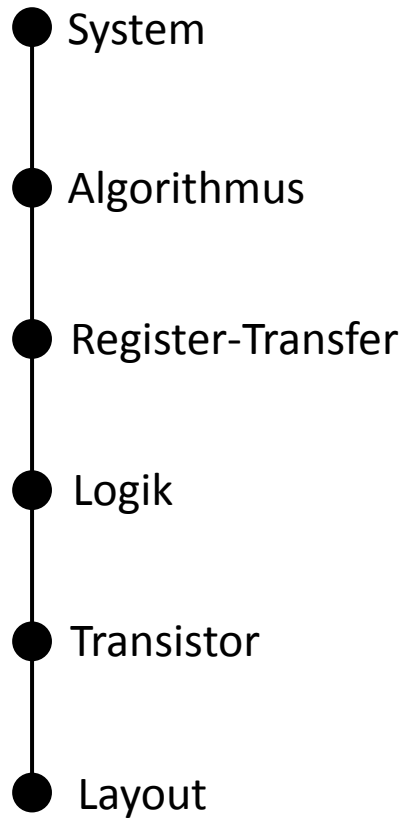 System
Algorithmus
Register-Transfer
Logik
Transistor
Layout